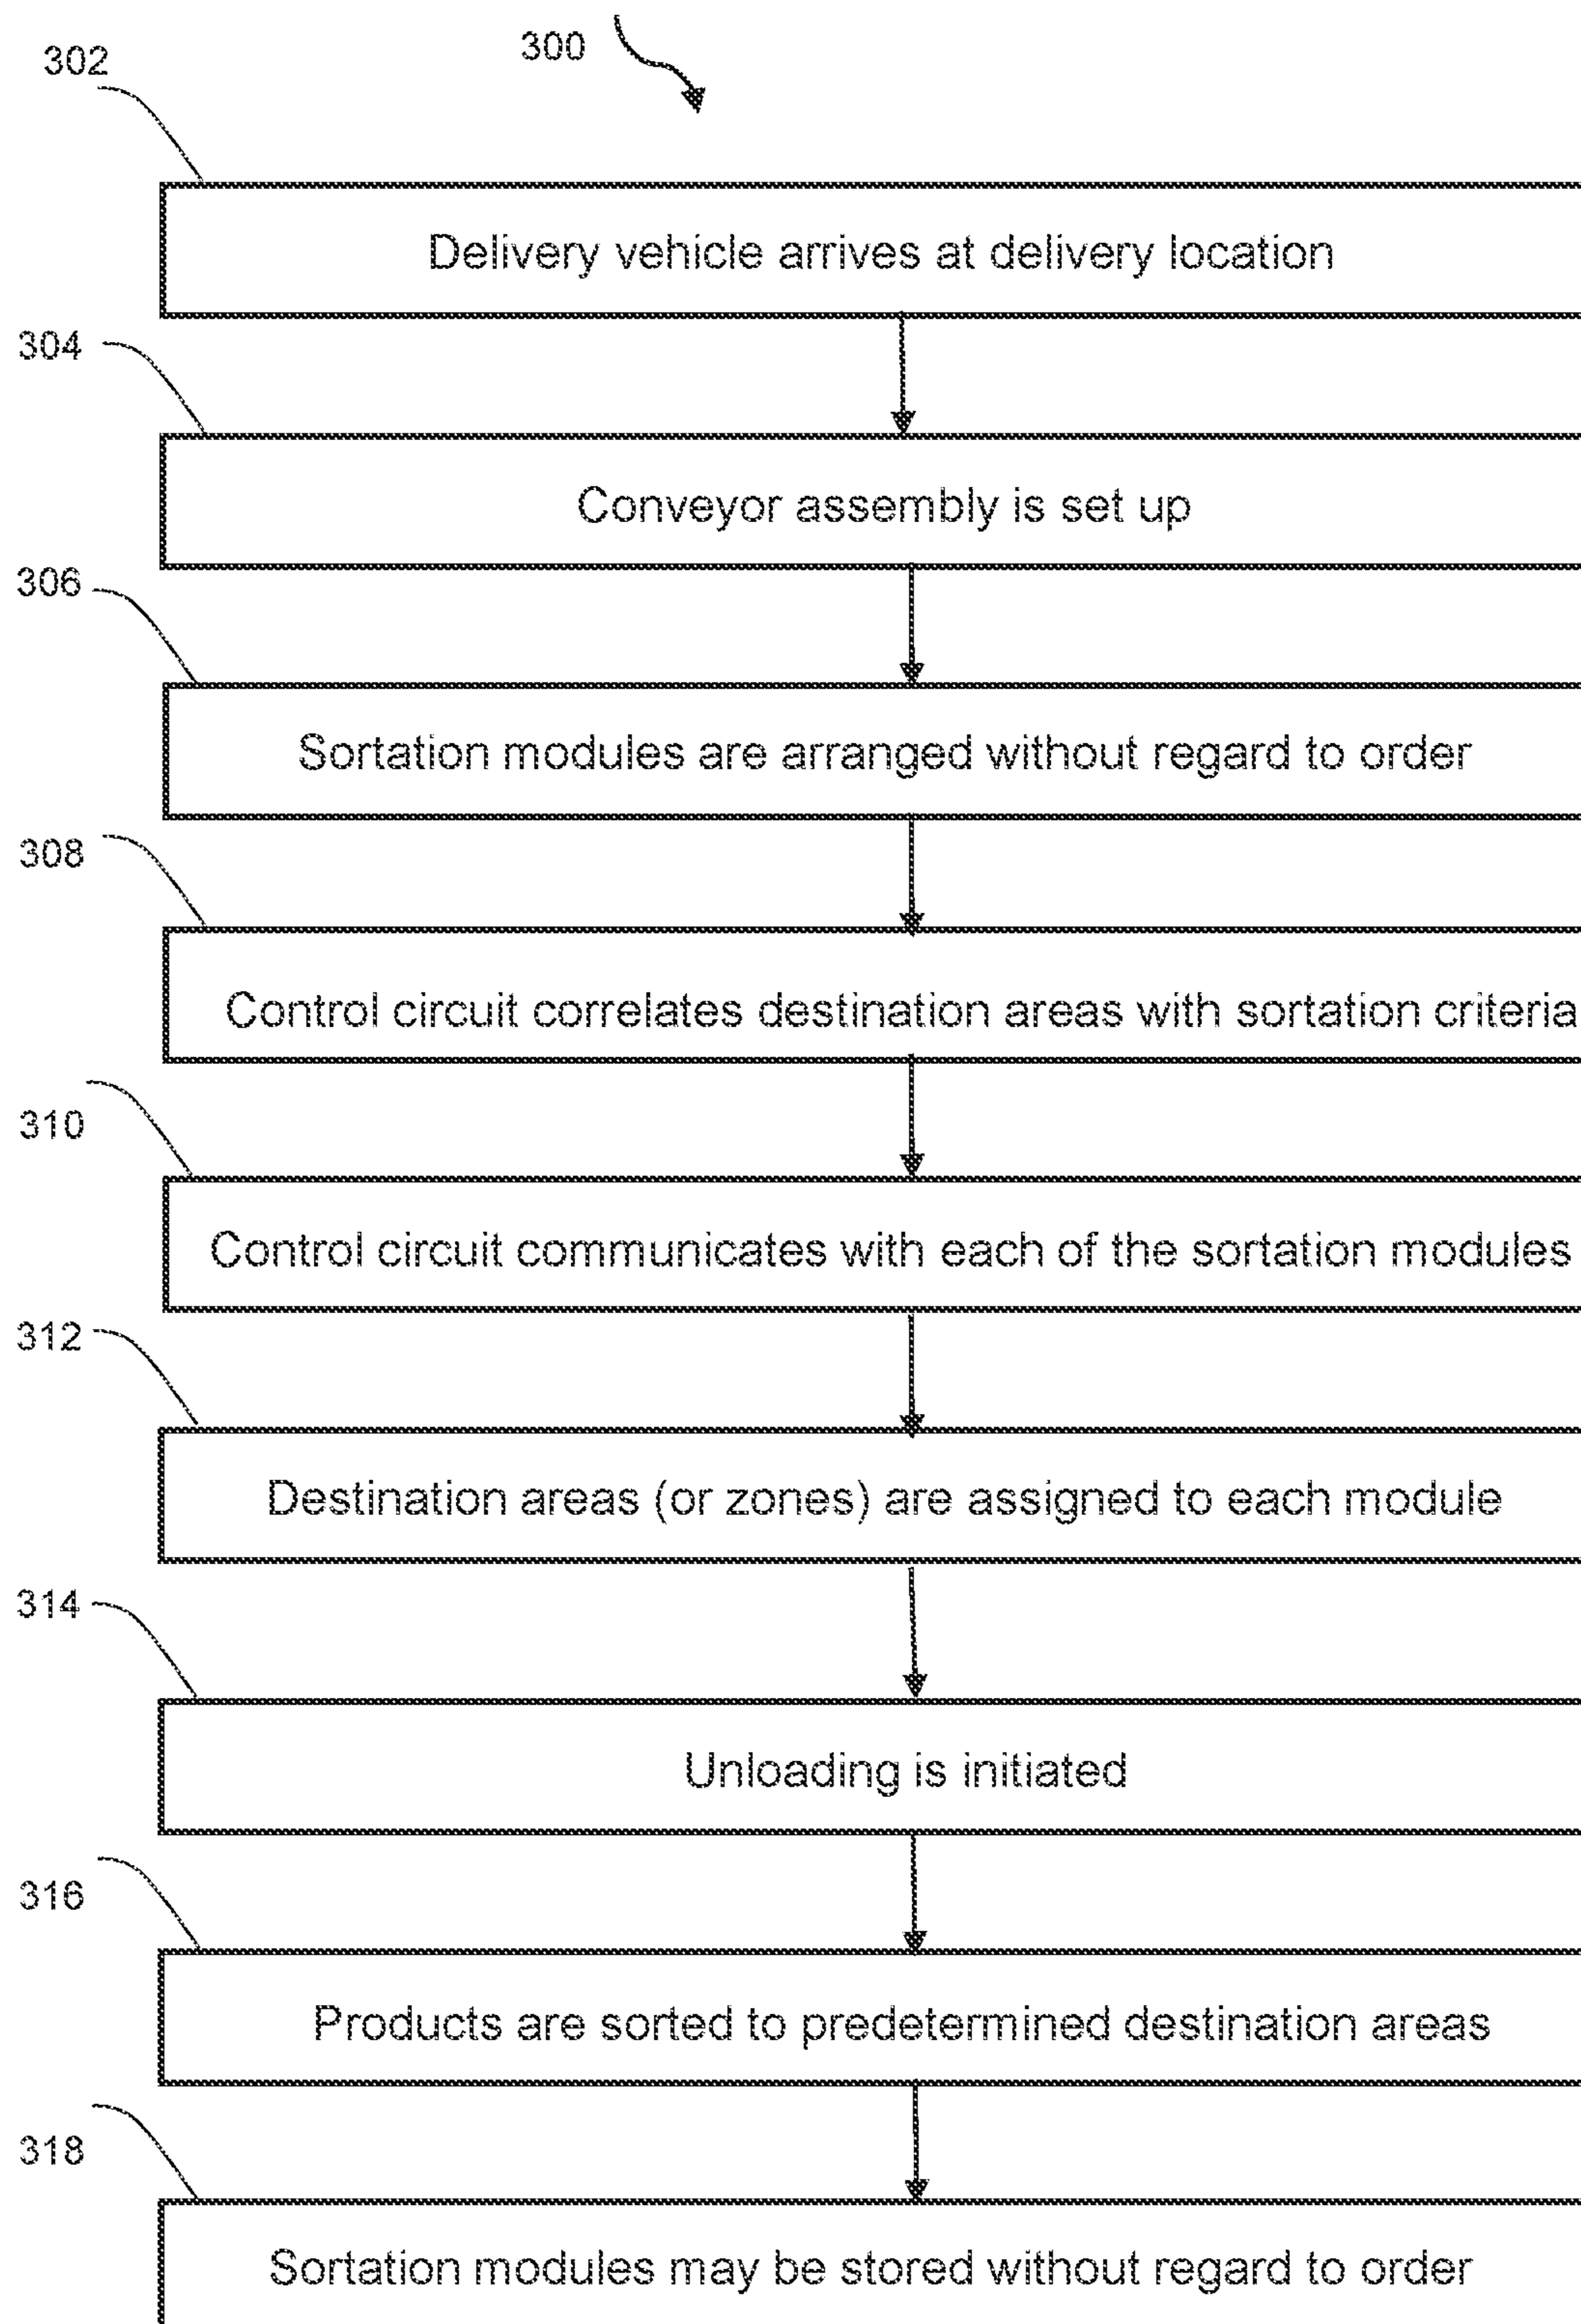 300
302
Delivery vehicle arrives at delivery location
304
Conveyor assembly is set up
306
Sortation modules are arranged without regard to order
308
Control circuit correlates destination areas with sortation criteria
310
Control circuit communicates with each of the sortation modules
312
Destination areas (or zones) are assigned to each module
314
Unloading is initiated
316
Products are sorted to predetermined destination areas
318
Sortation modules may be stored without regard to order